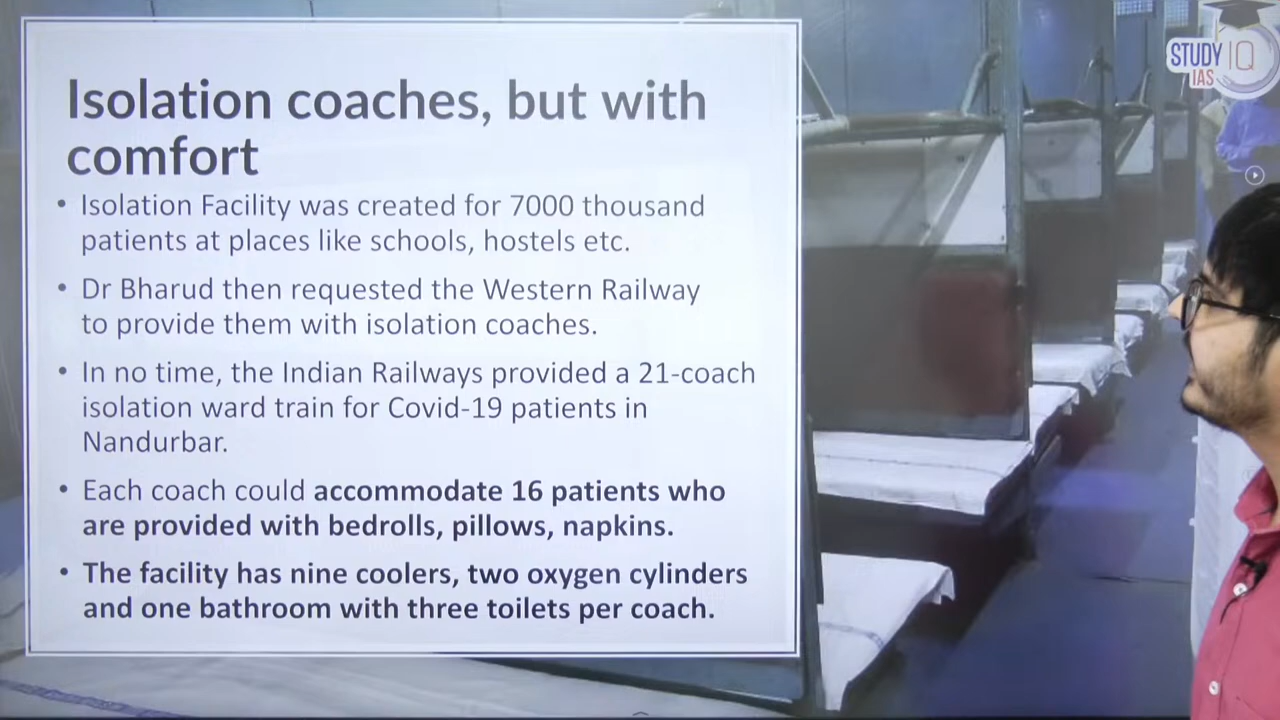 STUDY IQ
IAS
Isolation coaches, but with
comfort
• Isolation Facility was created for 7000 thousand
patients at places like schools, hostels etc.
• Dr Bharud then requested the Western Railway
to provide them with isolation coaches.
• In no time, the Indian Railways provided a 21-coach
isolation ward train for Covid-19 patients in
Nandurbar.
• Each coach could accommodate 16 patients who
are provided with bedrolls, pillows, napkins.
• The facility has nine coolers, two oxygen cylinders
and one bathroom with three toilets per coach.